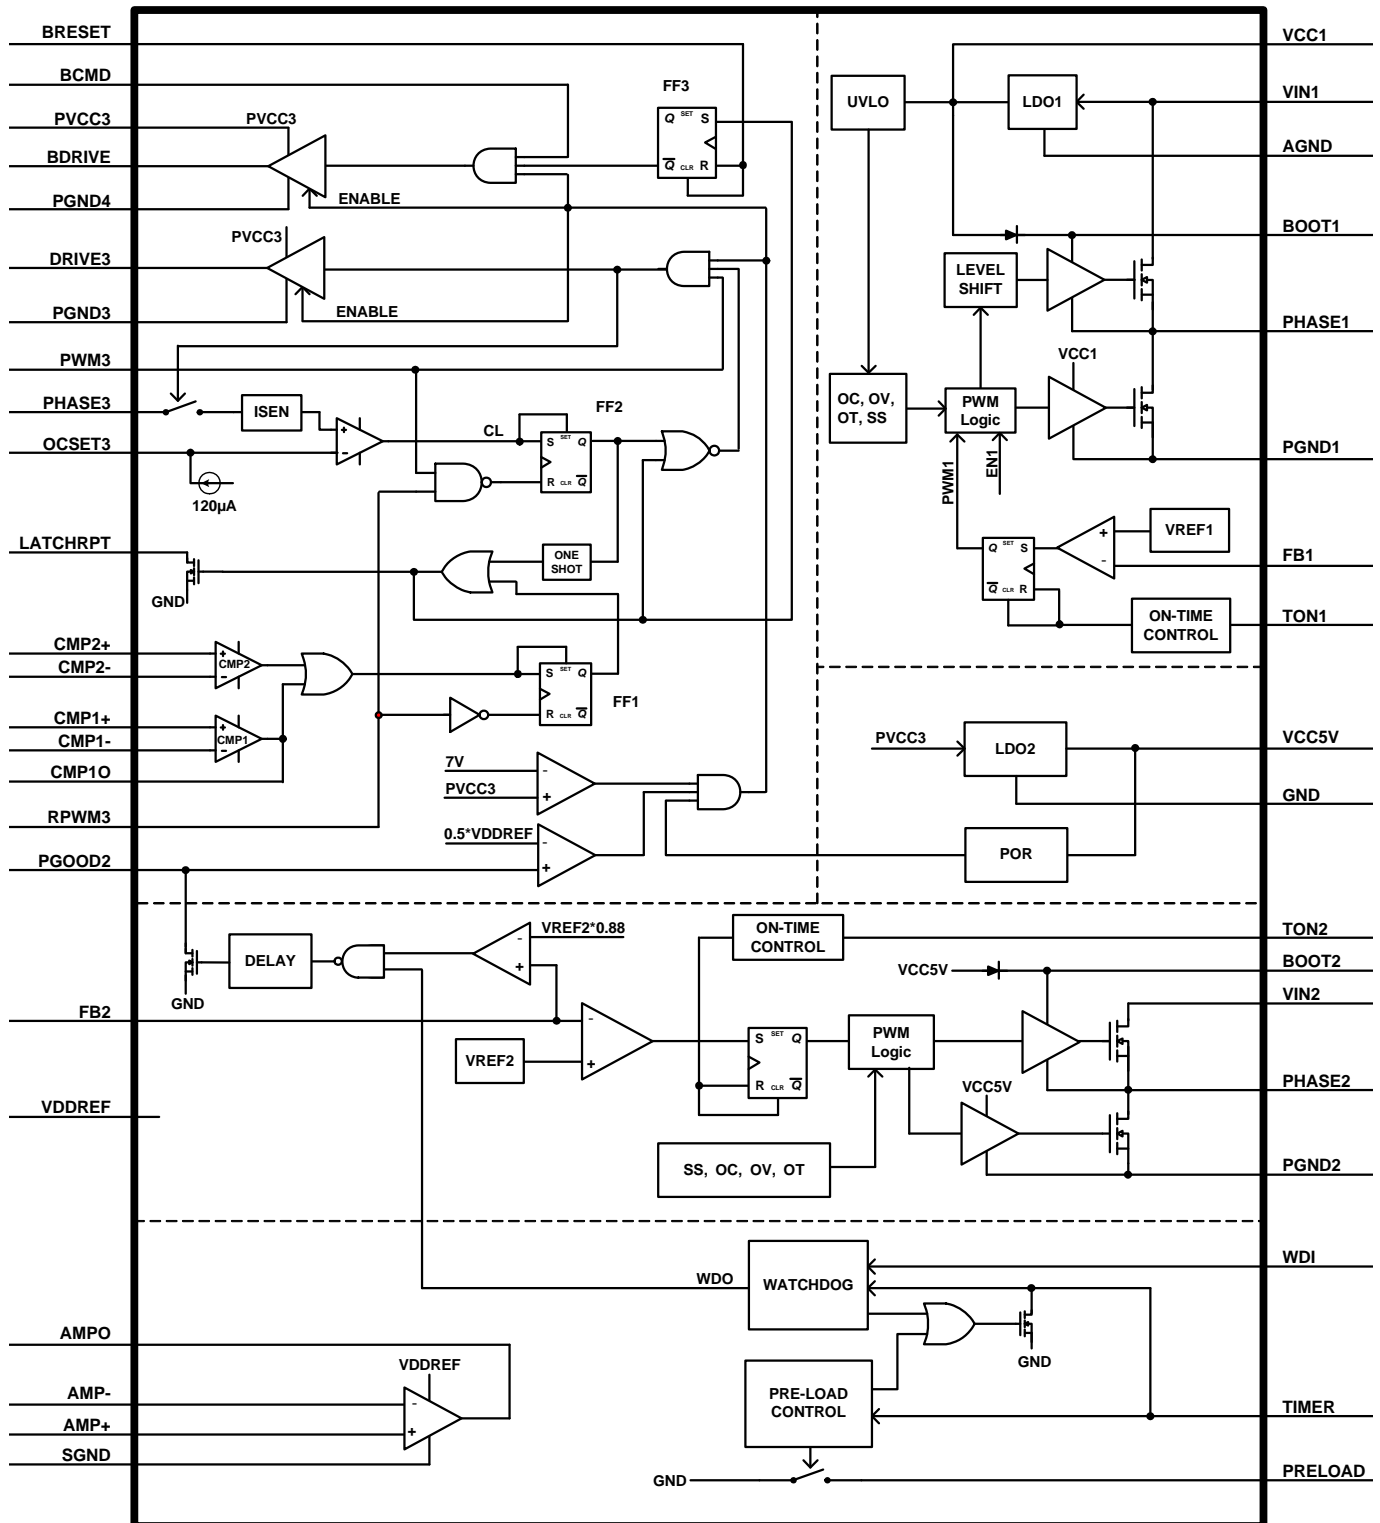 BRESET
BCMD
PVCC3
BDRIVE
PGND4
DRIVE3
PGND3
PWM3
PHASE3
OCSET3
LATCHRPT
CMP2+
CMP2-
CMP1+
CMP1-
CMP1O
RPWM3
PGOOD2
FB2
VDDREF
AMPO
AMP-
AMP+
SGND
PVCC3
ENABLE
FF3
Q SET S
Q CLR R
PVCC3
ENABLE
ISEN
+
-
CL
FF2
S SET Q
R CLR Q
120µA
ONE
SHOT
GND
+
CMP2
-
+
CMP1
-
S SET Q
R CLR Q
FF1
7V
-
PVCC3
+
0.5*VDDREF
-
+
UVLO
LDO1
LEVEL
SHIFT
VCC1
OC, OV,
OT, SS
PWM
Logic
PWM1
EN1
Q SET S
Q CLR R
+
-
VREF1
ON-TIME
CONTROL
PVCC3
LDO2
POR
GND
DELAY
-
VREF2*0.88
+
VREF2
-
+
ON-TIME
CONTROL
S SET Q
R CLR Q
PWM
Logic
VCC5V
VCC5V
SS, OC, OV, OT
WDO
WATCHDOG
GND
PRE-LOAD
CONTROL
GND
VDDREF
-
+
VCC1
VIN1
AGND
BOOT1
PHASE1
PGND1
FB1
TON1
VCC5V
GND
TON2
BOOT2
VIN2
PHASE2
PGND2
WDI
TIMER
PRELOAD